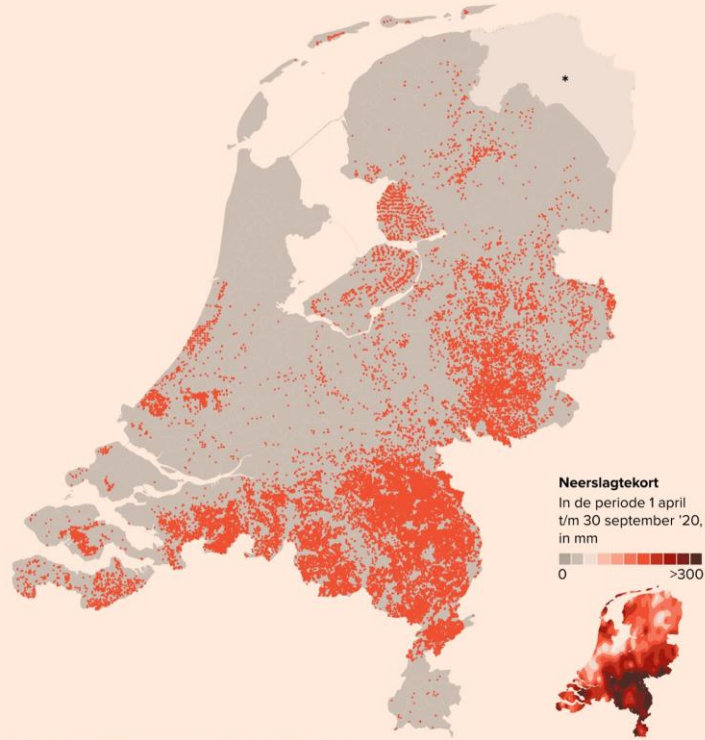 *
Neerslagtekort
In de periode 1 april
t/m 30 september '20,
in mm
0 >300